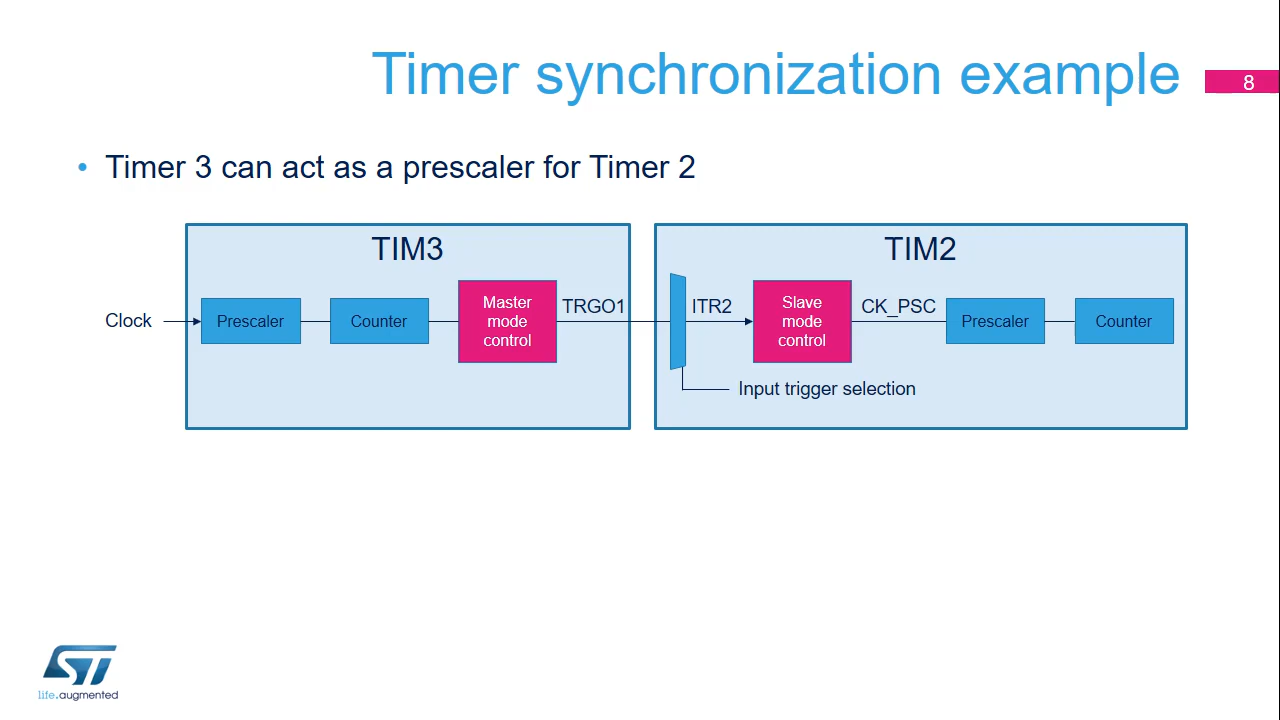 Timer synchronization example
8
• Timer 3 can act as a prescaler for Timer 2
TIM3
TIM2
Clock
Prescaler
Counter
Master
mode
control
TRGO1
ITR2
Slave
mode
control
CK_PSC
Prescaler
Counter
Input trigger selection
ST
life.augmented